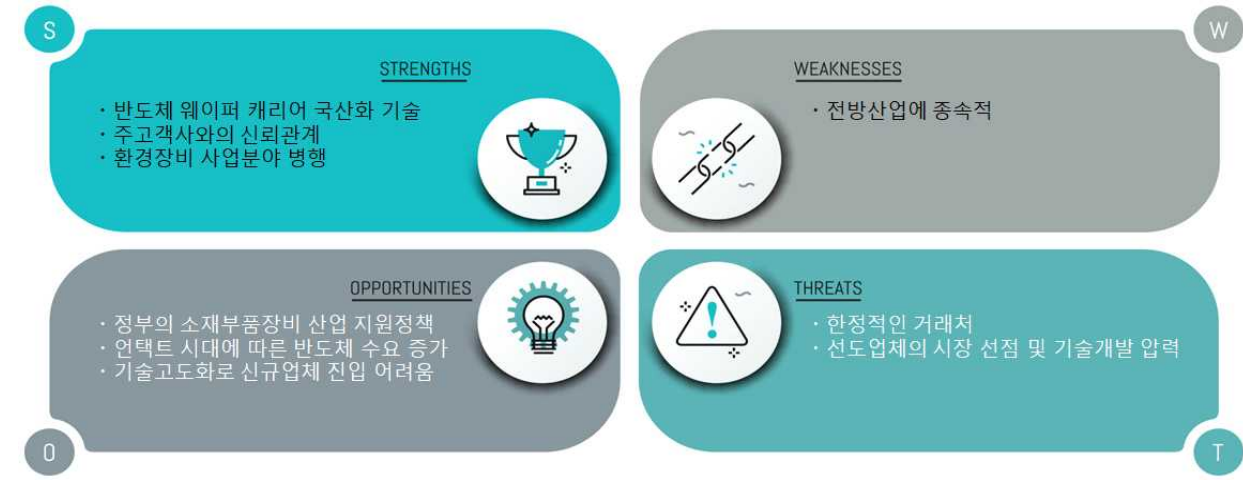 S
STRENGTHS
· 반도체 웨이퍼 캐리어 국산화 기술
· 주고객사와의 신뢰관계
· 환경장비 사업분야 병행
W
WEAKNESSES
· 전방산업에 종속적
OPPORTUNITIES
· 정부의 소재부품장비 산업 지원정책
· 언택트 시대에 따른 반도체 수요 증가
· 기술고도화로 신규업체 진입 어려움
O
THREATS
· 한정적인 거래처
· 선도업체의 시장 선점 및 기술개발 압력
T